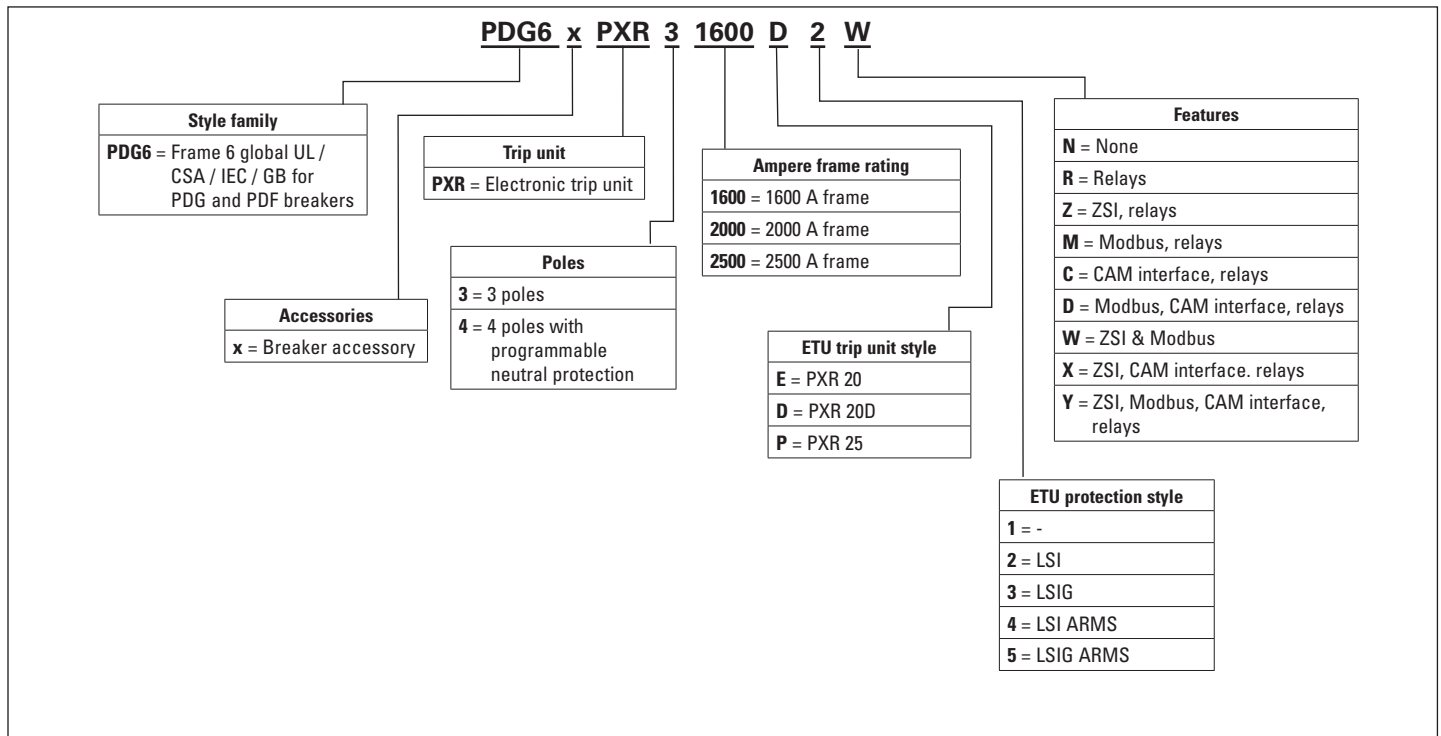 PDG6 x PXR 3 1600 D 2 W
Style family
PDG6 = Frame 6 global UL /
CSA / IEC / GB for
PDG and PDF breakers
Accessories
x = Breaker accessory
Trip unit
PXR = Electronic trip unit
Poles
3 = 3 poles
4 = 4 poles with
programmable
neutral protection
Ampere frame rating
1600 = 1600 A frame
2000 = 2000 A frame
2500 = 2500 A frame
ETU trip unit style
E = PXR 20
D = PXR 20D
P = PXR 25
ETU protection style
1 = -
2 = LSI
3 = LSIG
4 = LSI ARMS
5 = LSIG ARMS
Features
N = None
R = Relays
Z = ZSI, relays
M = Modbus, relays
C = CAM interface, relays
D = Modbus, CAM interface, relays
W = ZSI & Modbus
X = ZSI, CAM interface. relays
Y = ZSI, Modbus, CAM interface,
relays